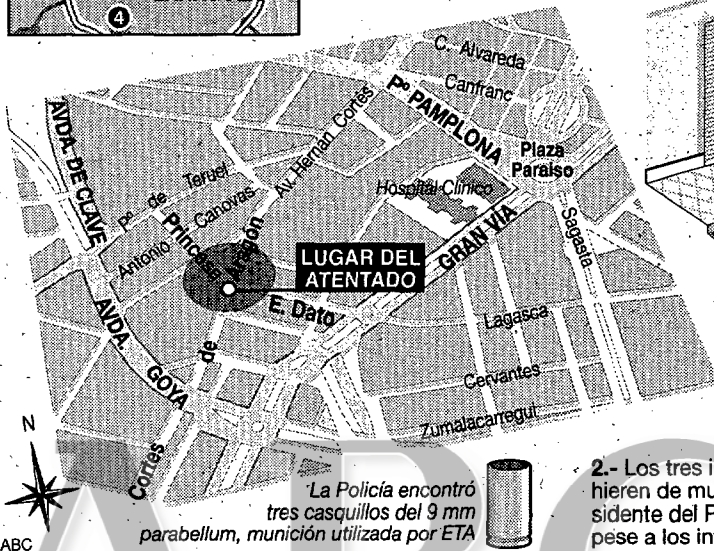 4
C. Alvareda
Canfranc
Pº PAMPLONA
Plaza
Paraiso
Av. Hernan Cortés
AVDA. DE CLAVE
Pº de Teruel
Antonio Canovas
Princesa
Aragón
Hospital Clínico
GRAN VÍA
Sagasta
LUGAR DEL
ATENTADO
E. Dato
Lagasca
Cervantes
Zumalacarregui
AVDA. GOYA
Cortes de
N
La Policía encontró
tres casquillos del 9 mm
parabellum, munición utilizada por ETA
2.- Los tres i
hieren de mu
sidente del P
pese a los in
ABC